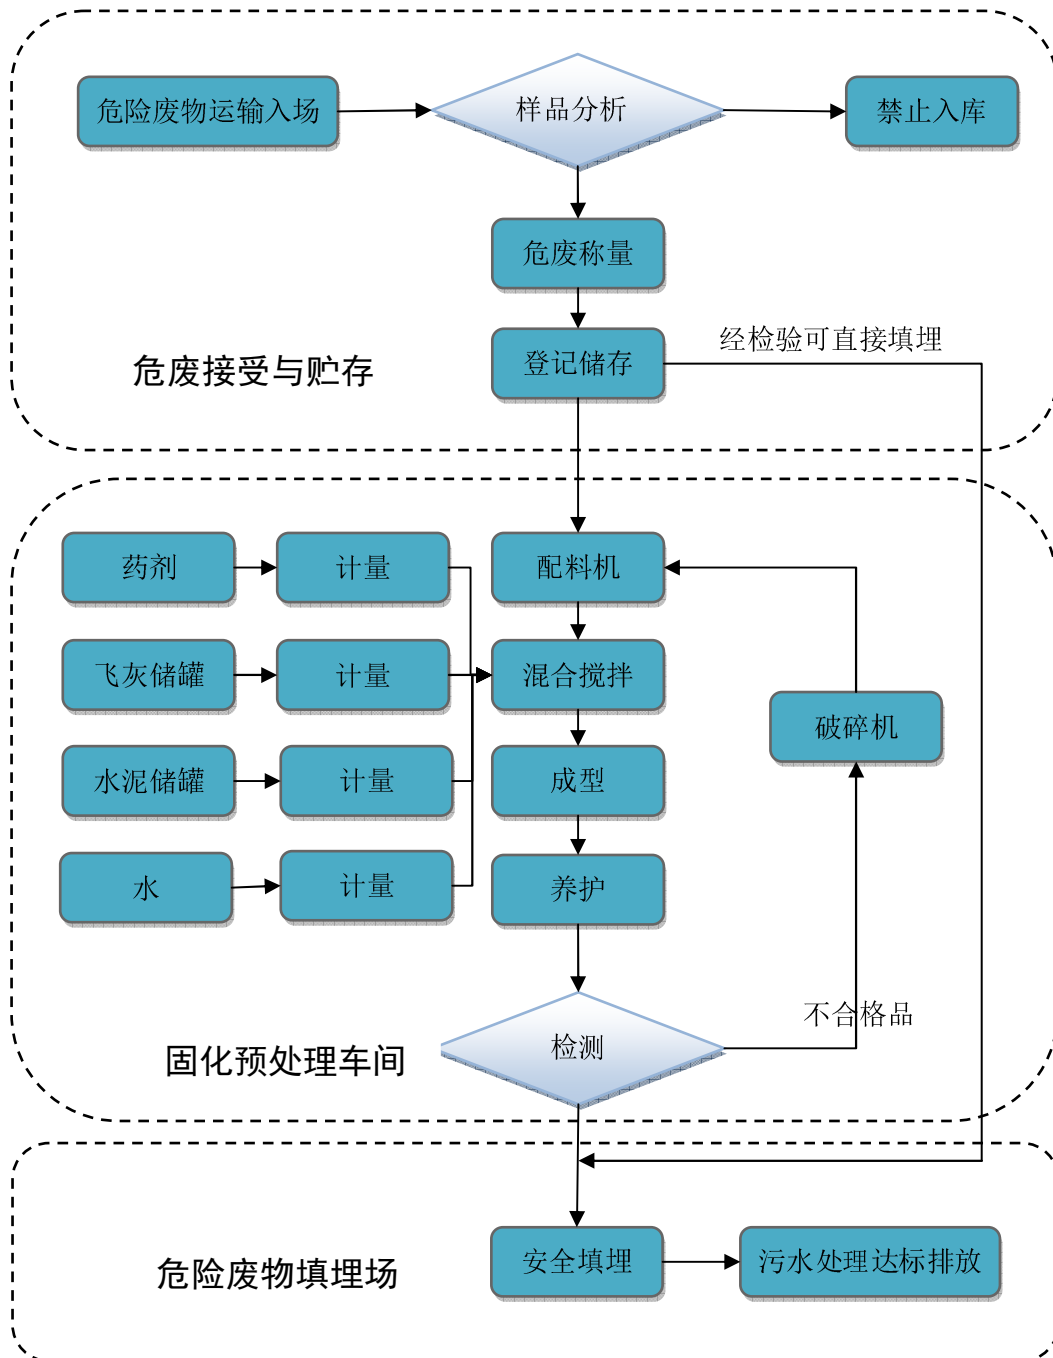 危险废物运输入场
样品分析
禁止入库
危废称量
登记储存
经检验可直接填埋
危废接受与贮存
药剂
计量
配料机
飞灰储罐
计量
混合搅拌
破碎机
水泥储罐
计量
成型
水
计量
养护
不合格品
检测
固化预处理车间
安全填埋
污水处理达标排放
危险废物填埋场